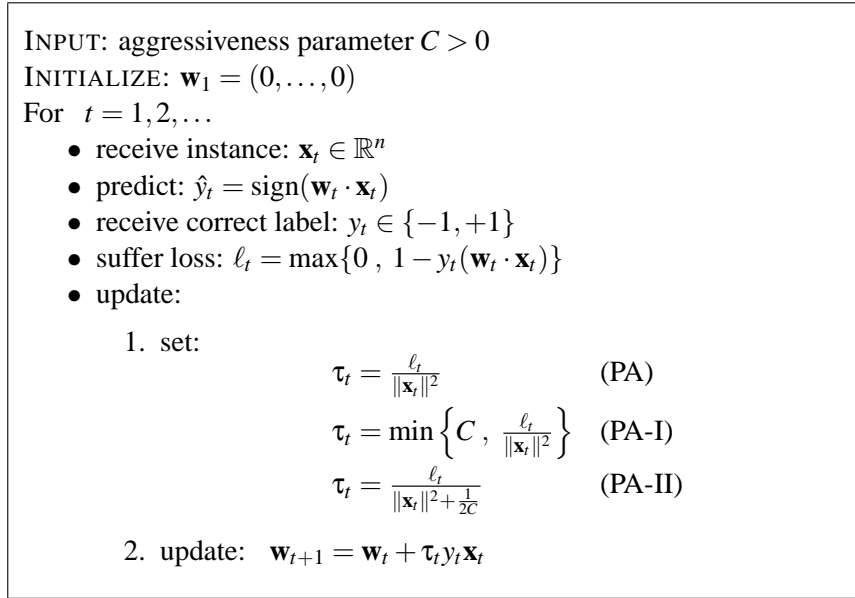 INPUT: aggressiveness parameter C > 0
INITIALIZE: w₁ = (0,...,0)
For t = 1,2,...
• receive instance: xₜ ∈ ℝⁿ
• predict: ŷₜ = sign(wₜ · xₜ)
• receive correct label: yₜ ∈ {−1,+1}
• suffer loss: ℓₜ = max{0 , 1 − yₜ(wₜ · xₜ)}
• update:
1. set:
τₜ = ℓₜ / ‖xₜ‖² (PA)
τₜ = min { C , ℓₜ / ‖xₜ‖² } (PA-I)
τₜ = ℓₜ / (‖xₜ‖² + 1/(2C)) (PA-II)
2. update: wₜ₊₁ = wₜ + τₜyₜxₜ